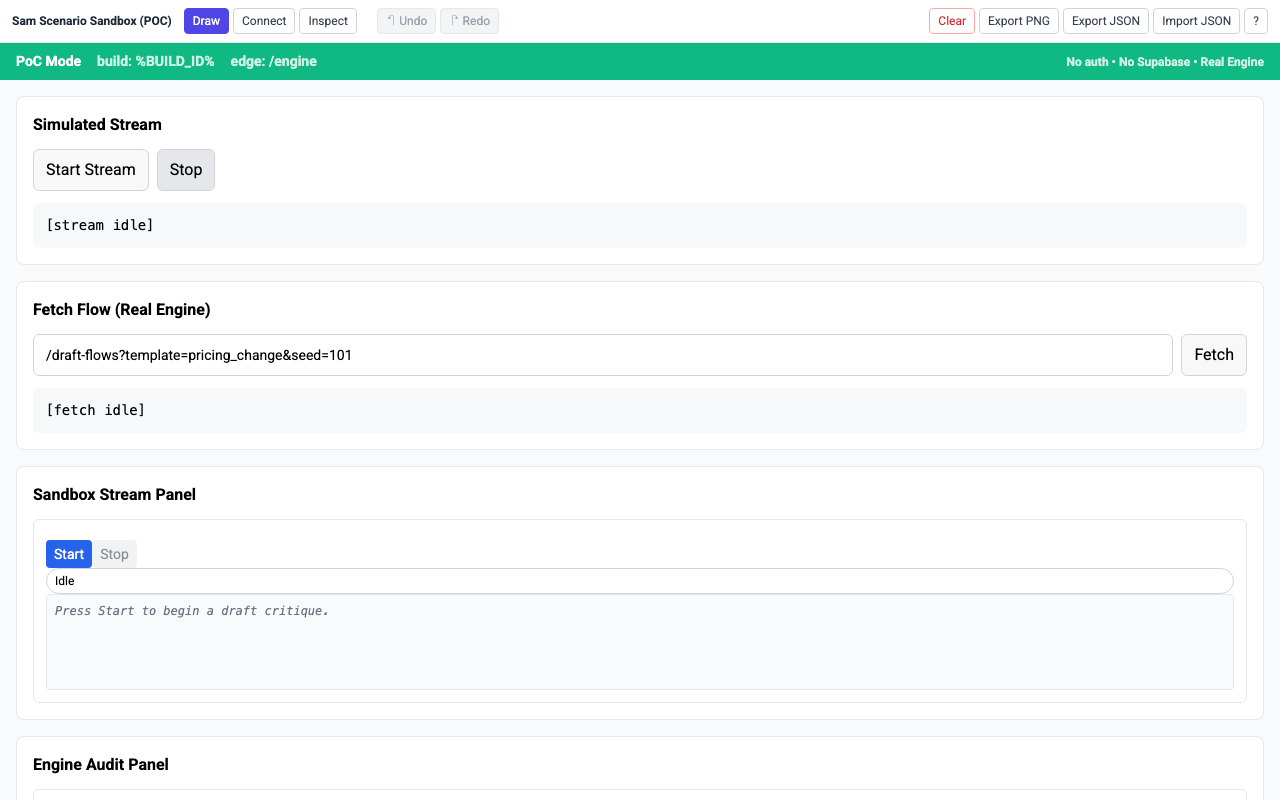 Sam Scenario Sandbox (POC) Draw Connect Inspect Undo Redo Clear Export PNG Export JSON Import JSON ?
PoC Mode build: %BUILD_ID% edge: /engine No auth • No Supabase • Real Engine
Simulated Stream
Start Stream Stop
[stream idle]
Fetch Flow (Real Engine)
/draft-flows?template=pricing_change&seed=101 Fetch
[fetch idle]
Sandbox Stream Panel
Start Stop
Idle
Press Start to begin a draft critique.
Engine Audit Panel